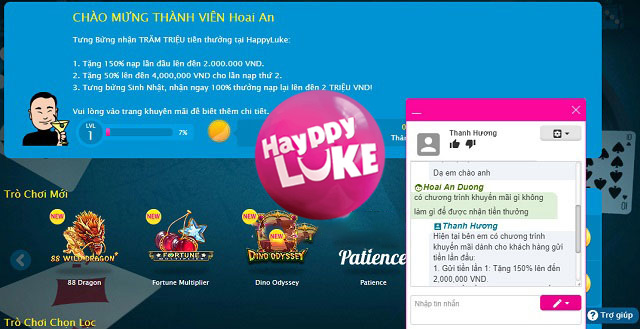 CHÀO MỪNG THÀNH VIÊN Hoai An
Tưng Bừng nhận TRĂM TRIỆU tiền thưởng tại HappyLuke:
1. Tặng 150% nạp lần đầu lên đến 2.000.000 VND.
2. Tặng 50% lên đến 4,000,000 VND cho lần nạp thứ 2.
3. Tưng bừng Sinh Nhật, nhận ngay 100% thưởng nạp lại lên đến 2 TRIỆU VND!
Vui lòng vào trang khuyến mãi để biết thêm chi tiết.
LVL
1
7%
0
Thà
HayppY
LUKE
Thanh Hương
Dạ em chào anh
Hoai An Duong
có chương trình khuyến mãi gì không
làm gì để được nhận tiền thưởng
Thanh Hương
Hiện tại bên em có chương trình
khuyến mãi dành cho khách hàng gửi
tiền lần đầu:
1. Gửi tiền lần 1: Tặng 150% lên đến
2,000,000 VND.
Nhập tin nhắn
Trợ giúp
Trò Chơi Mới
NEW
NEW
NEW
88 WILD DRAGON
FORTUNE
DINO ODYSSEY
Patience
88 Dragon
Fortune Multiplier
Dino Odyssey
Patience
Trò Chơi Chọn Lọc